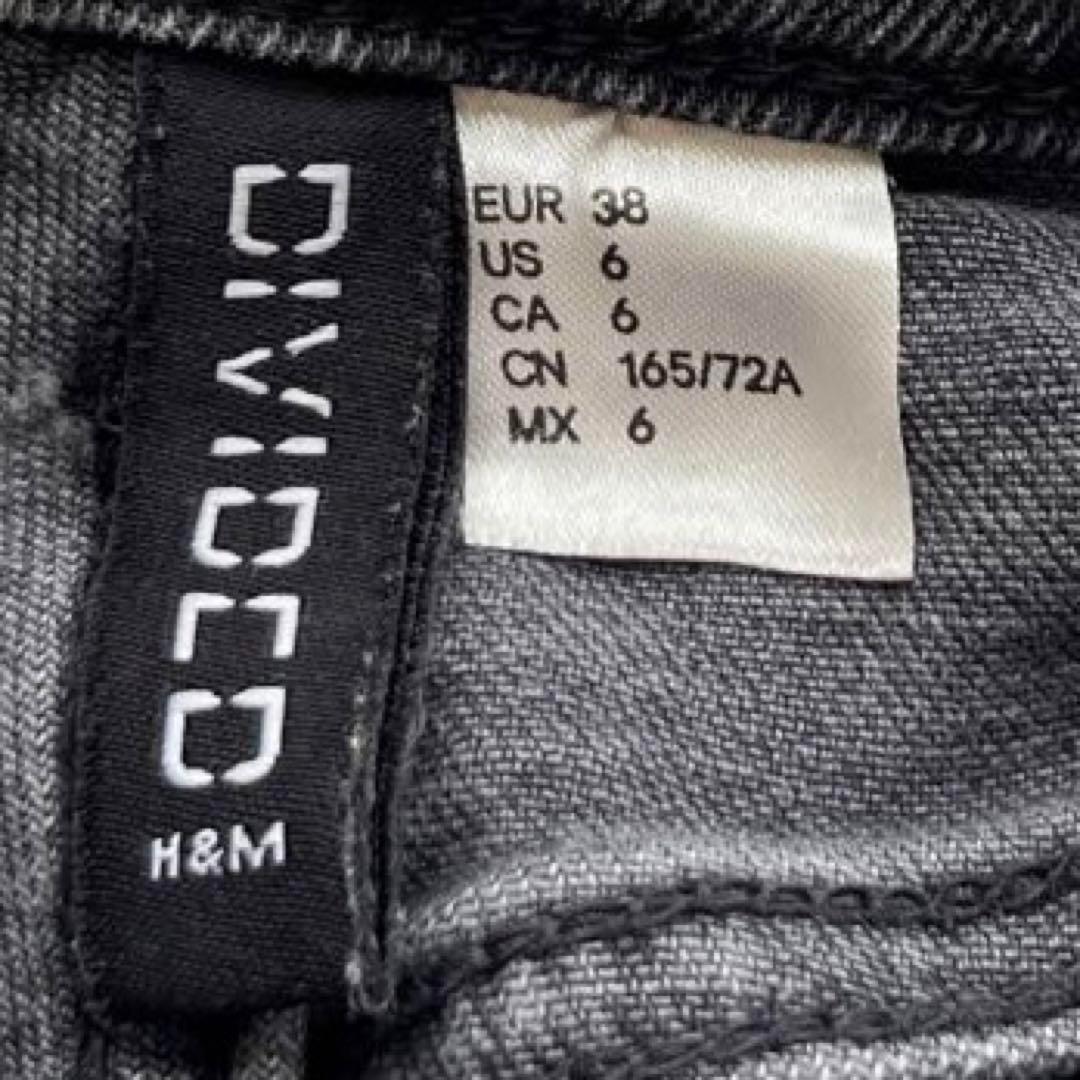 DIVIDED
H&M
EUR 38
US 6
CA 6
CN 165/72A
MX 6